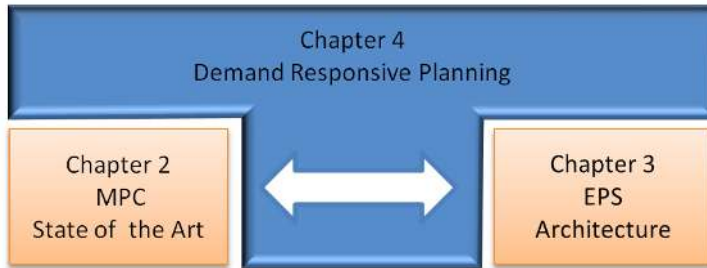 Chapter 4
Demand Responsive Planning
Chapter 2
MPC
State of the Art
Chapter 3
EPS
Architecture